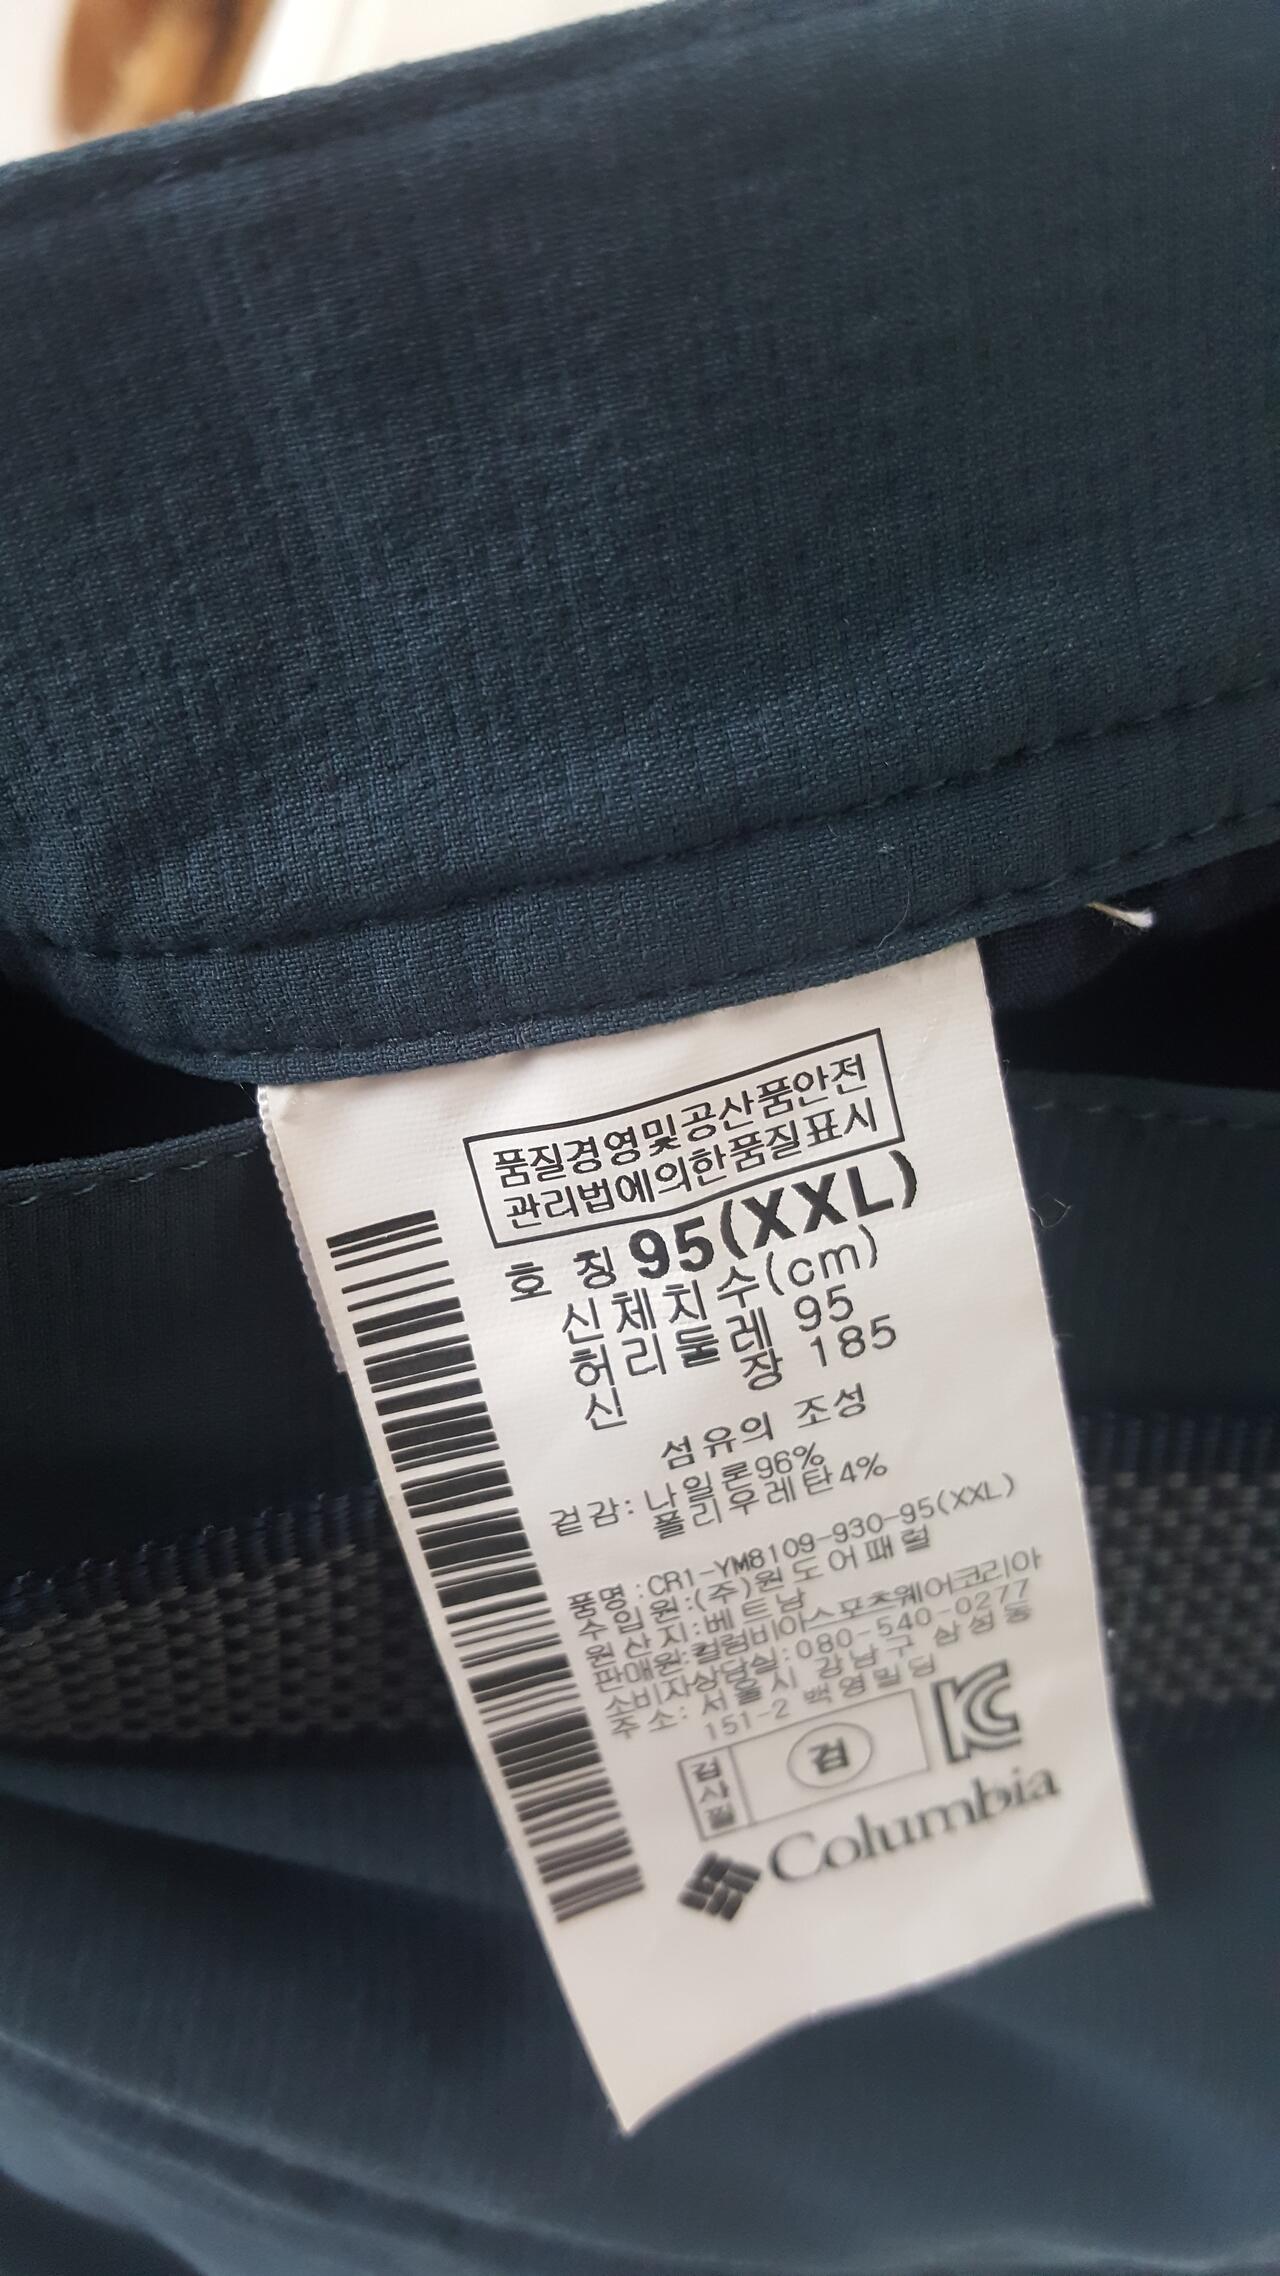 품질경영및공산품안전
관리법에의한품질표시
호 칭 95(XXL)
신체치수(cm)
허리둘레 95
신 장 185
섬유의 조성
겉감: 나일론96%
폴리우레탄4%
품명:CR1-YM8109-930-95(XXL)
수입원:(주)원도어패럴
원산지:베트남
판매원:컬럼비아스포츠웨어코리아
소비자상담실:080-540-0277
주소: 서울시 강남구 삼성동
151-2 백영빌딩
검사필 검
KC
Columbia